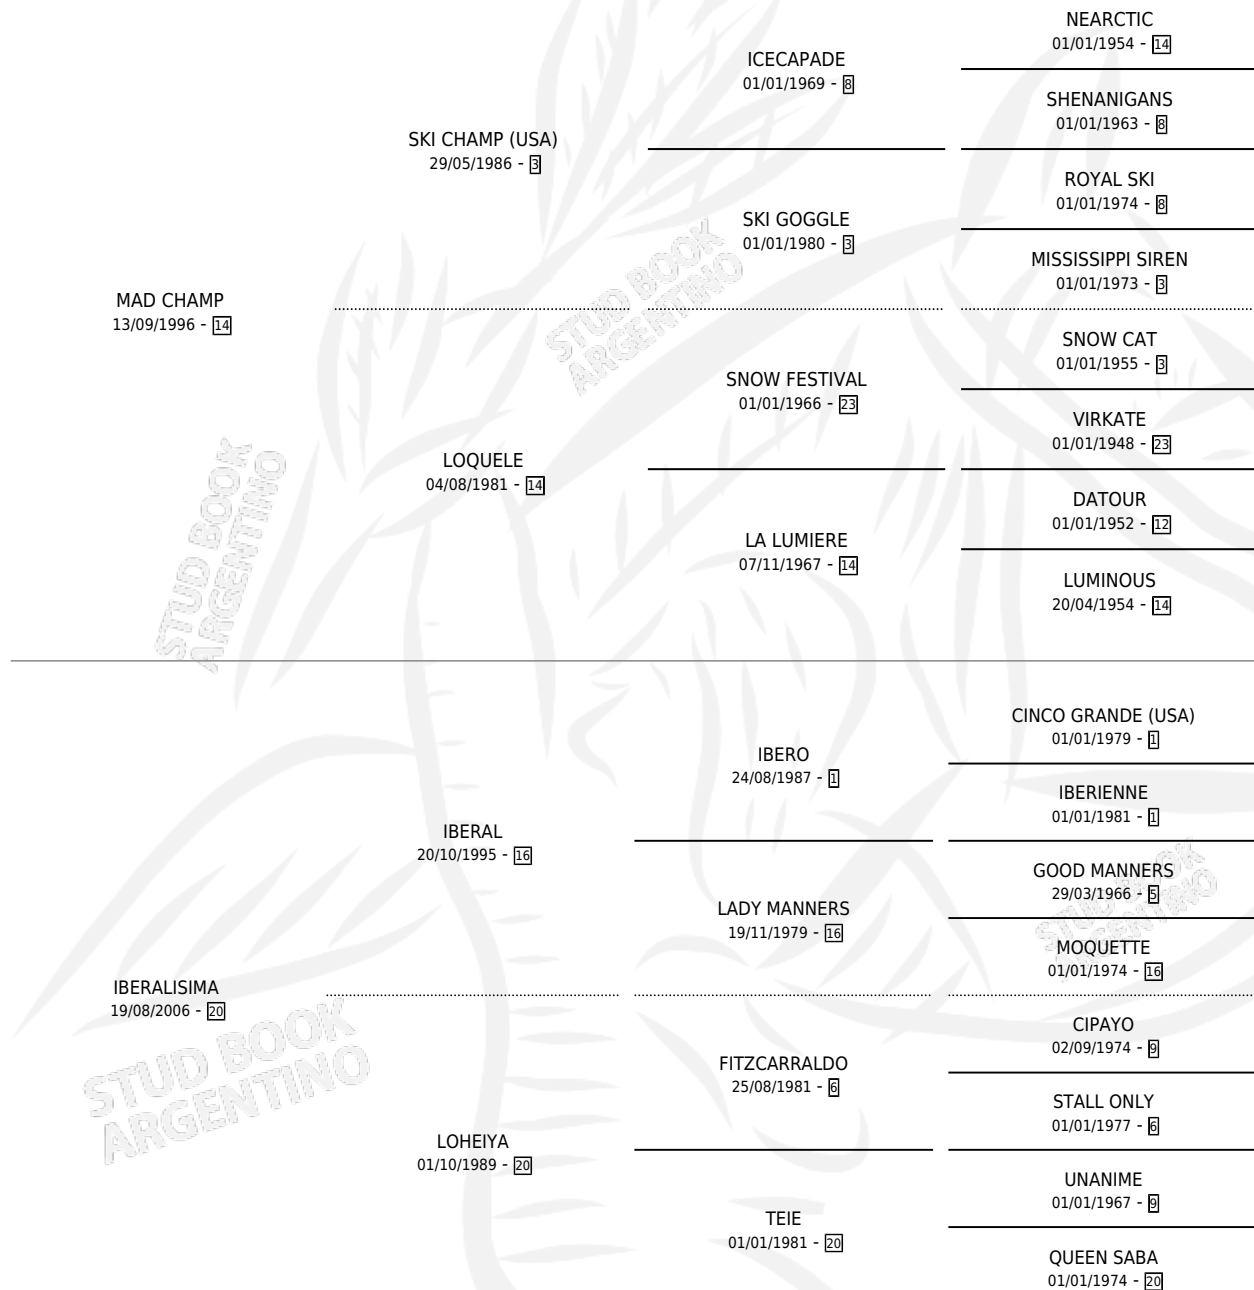 NEARCTIC
01/01/1954 - 14
ICECAPADE
01/01/1969 - 8
SHENANIGANS
01/01/1963 - 8
SKI CHAMP (USA)
29/05/1986 - 3
ROYAL SKI
01/01/1974 - 8
SKI GOGGLE
01/01/1980 - 3
MISSISSIPPI SIREN
01/01/1973 - 3
MAD CHAMP
13/09/1996 - 14
STUD BOOK
ARGENTINO
SNOW CAT
01/01/1955 - 3
SNOW FESTIVAL
01/01/1966 - 23
VIRKATE
01/01/1948 - 23
LOQUELE
04/08/1981 - 14
DATOUR
01/01/1952 - 12
LA LUMIERE
07/11/1967 - 14
LUMINOUS
20/04/1954 - 14
STUD BOOK
ARGENTINO
CINCO GRANDE (USA)
01/01/1979 - 1
IBERO
24/08/1987 - 1
IBERIENNE
01/01/1981 - 1
IBERAL
20/10/1995 - 16
GOOD MANNERS
29/03/1966 - 5
LADY MANNERS
19/11/1979 - 16
STUD BOOK
ARGENTINO
MOQUETTE
01/01/1974 - 16
IBERALISIMA
19/08/2006 - 20
STUD BOOK
ARGENTINO
CIPAYO
02/09/1974 - 9
FITZCARRALDO
25/08/1981 - 6
STALL ONLY
01/01/1977 - 6
LOHEIYA
01/10/1989 - 20
UNANIME
01/01/1967 - 9
TEIE
01/01/1981 - 20
QUEEN SABA
01/01/1974 - 20